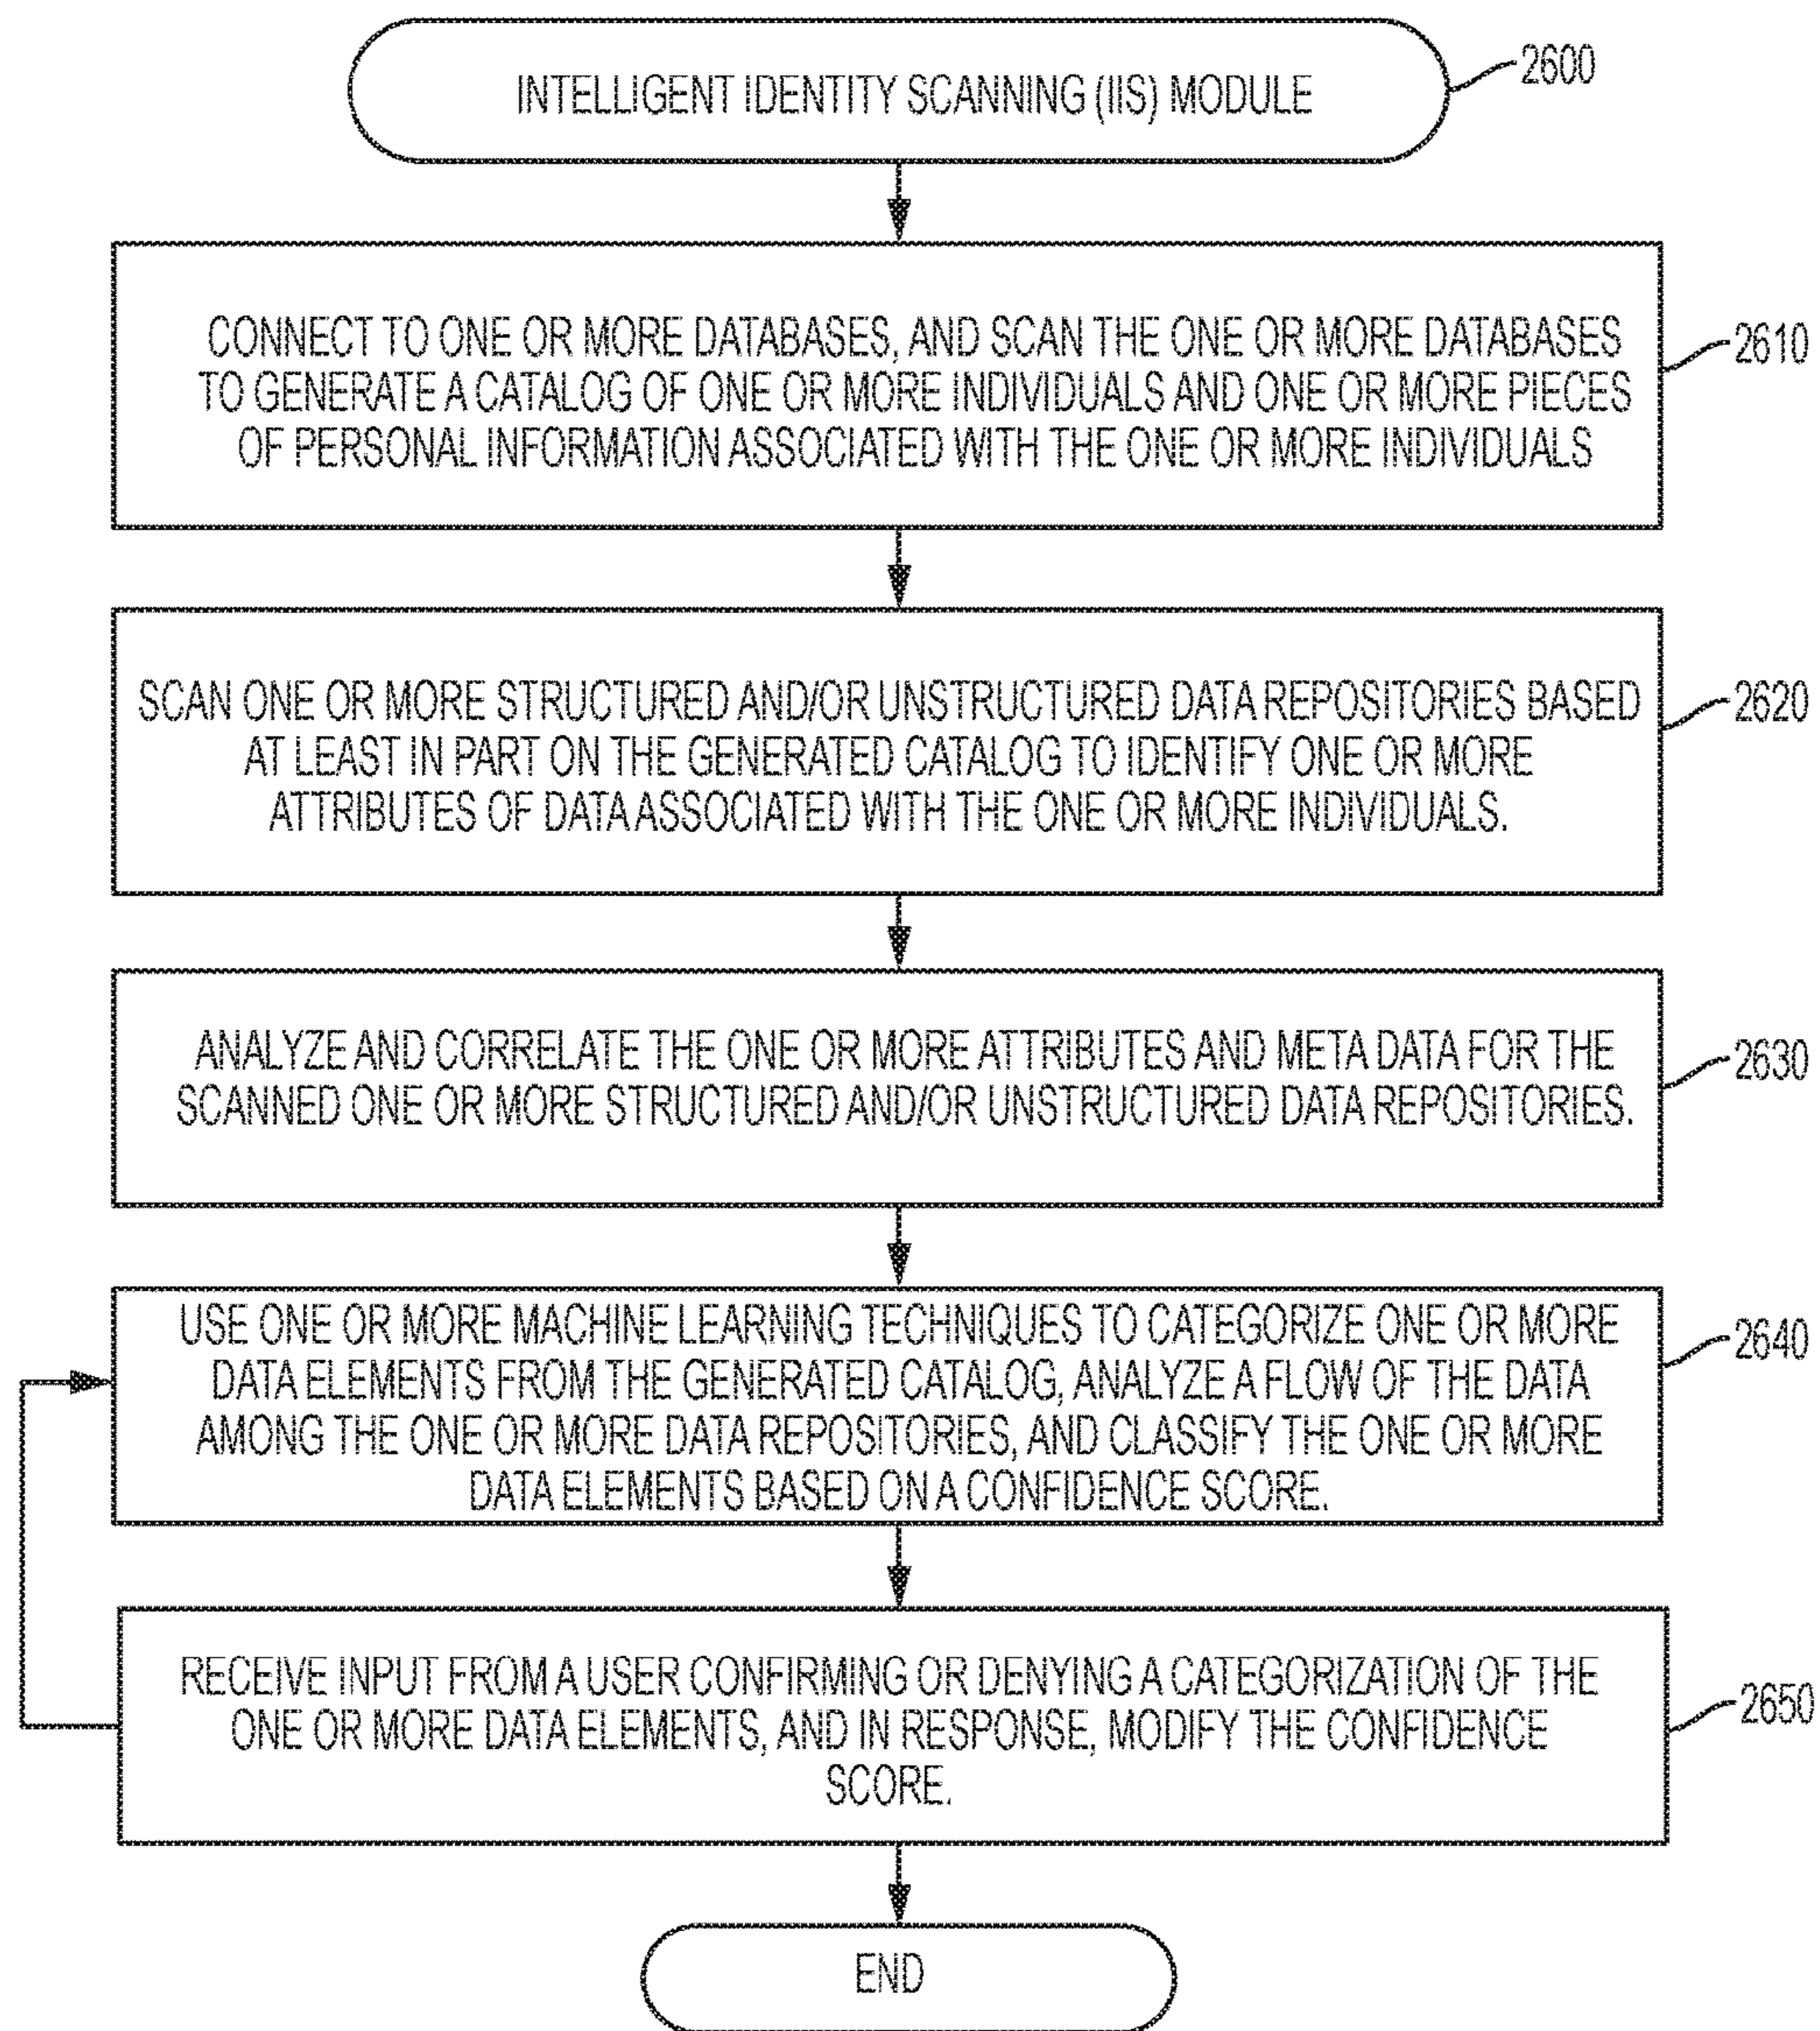 INTELLIGENT IDENTITY SCANNING (IIS) MODULE
2600
CONNECT TO ONE OR MORE DATABASES, AND SCAN THE ONE OR MORE DATABASES
TO GENERATE A CATALOG OF ONE OR MORE INDIVIDUALS AND ONE OR MORE PIECES
OF PERSONAL INFORMATION ASSOCIATED WITH THE ONE OR MORE INDIVIDUALS
2610
SCAN ONE OR MORE STRUCTURED AND/OR UNSTRUCTURED DATA REPOSITORIES BASED
AT LEAST IN PART ON THE GENERATED CATALOG TO IDENTIFY ONE OR MORE
ATTRIBUTES OF DATA ASSOCIATED WITH THE ONE OR MORE INDIVIDUALS.
2620
ANALYZE AND CORRELATE THE ONE OR MORE ATTRIBUTES AND META DATA FOR THE
SCANNED ONE OR MORE STRUCTURED AND/OR UNSTRUCTURED DATA REPOSITORIES.
2630
USE ONE OR MORE MACHINE LEARNING TECHNIQUES TO CATEGORIZE ONE OR MORE
DATA ELEMENTS FROM THE GENERATED CATALOG, ANALYZE A FLOW OF THE DATA
AMONG THE ONE OR MORE DATA REPOSITORIES, AND CLASSIFY THE ONE OR MORE
DATA ELEMENTS BASED ON A CONFIDENCE SCORE.
2640
RECEIVE INPUT FROM A USER CONFIRMING OR DENYING A CATEGORIZATION OF THE
ONE OR MORE DATA ELEMENTS, AND IN RESPONSE, MODIFY THE CONFIDENCE
SCORE.
2650
END